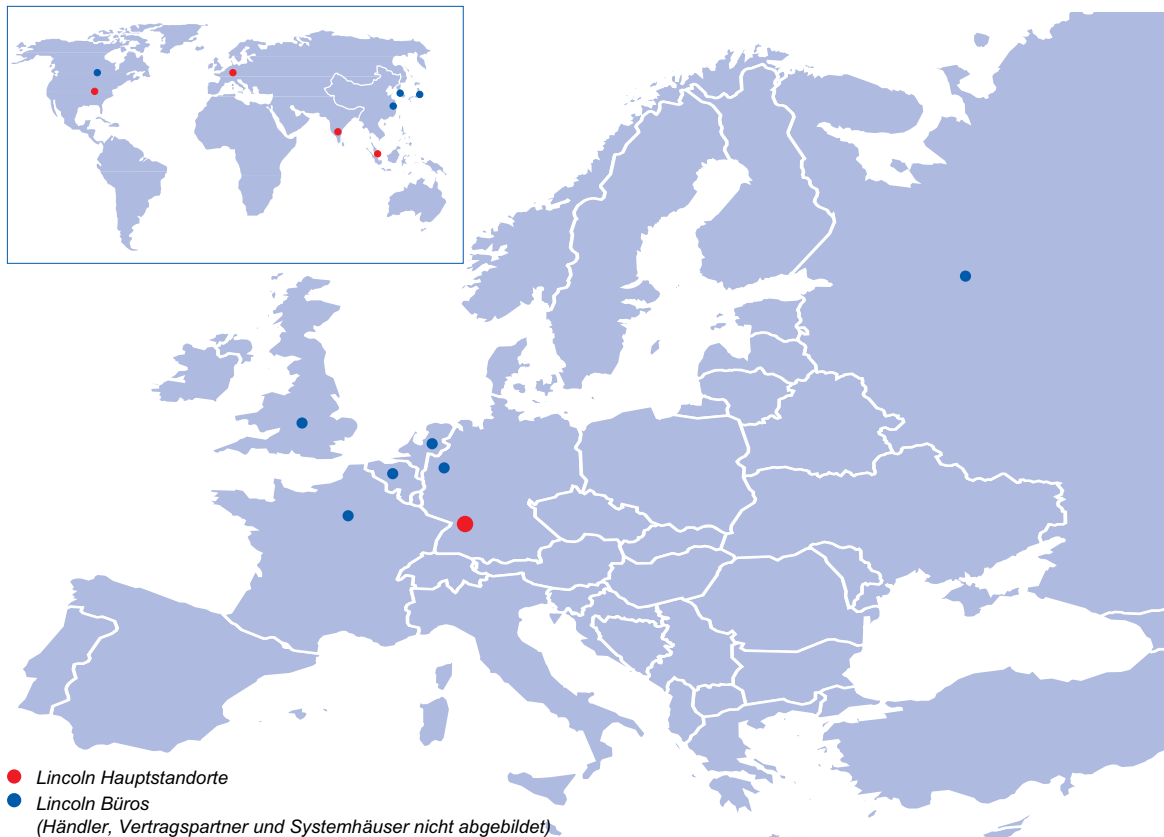 Lincoln Hauptstandorte
Lincoln Büros
(Händler, Vertragspartner und Systemhäuser nicht abgebildet)